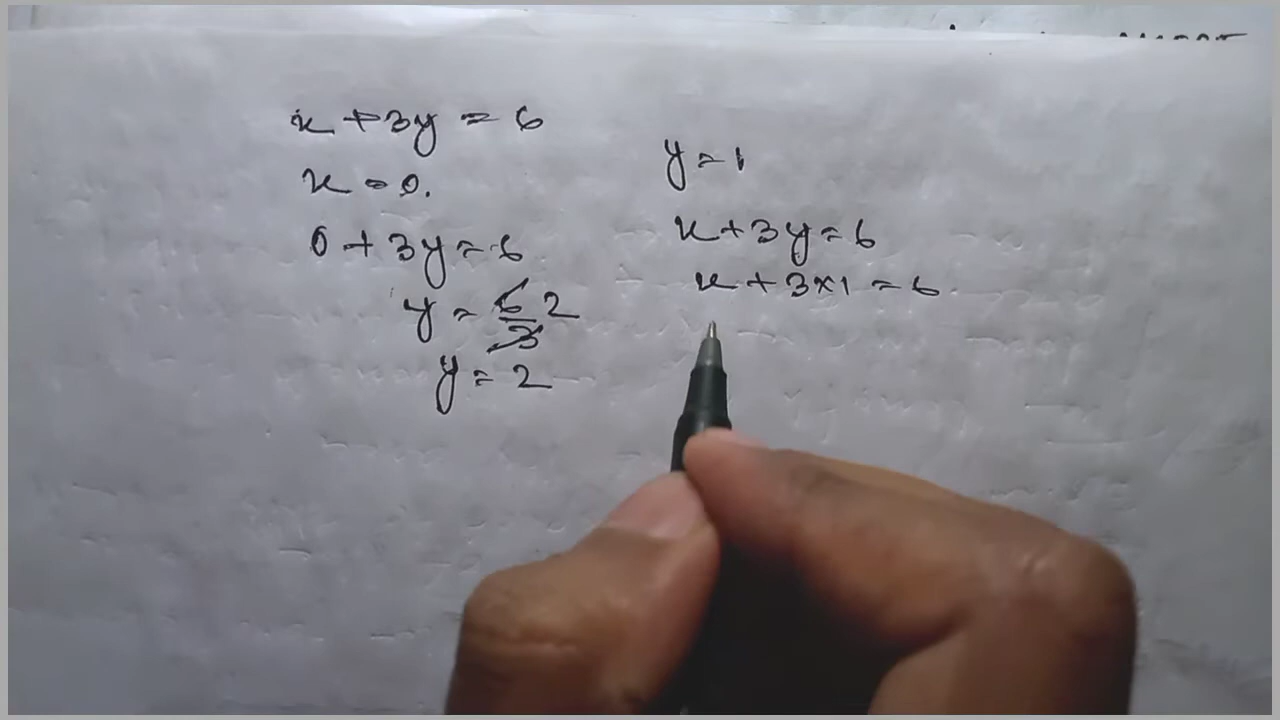 x + 3y = 6
x = 0.
0 + 3y = 6
y = 6/3 2
y = 2
y = 1
x + 3y = 6
x + 3×1 = 6